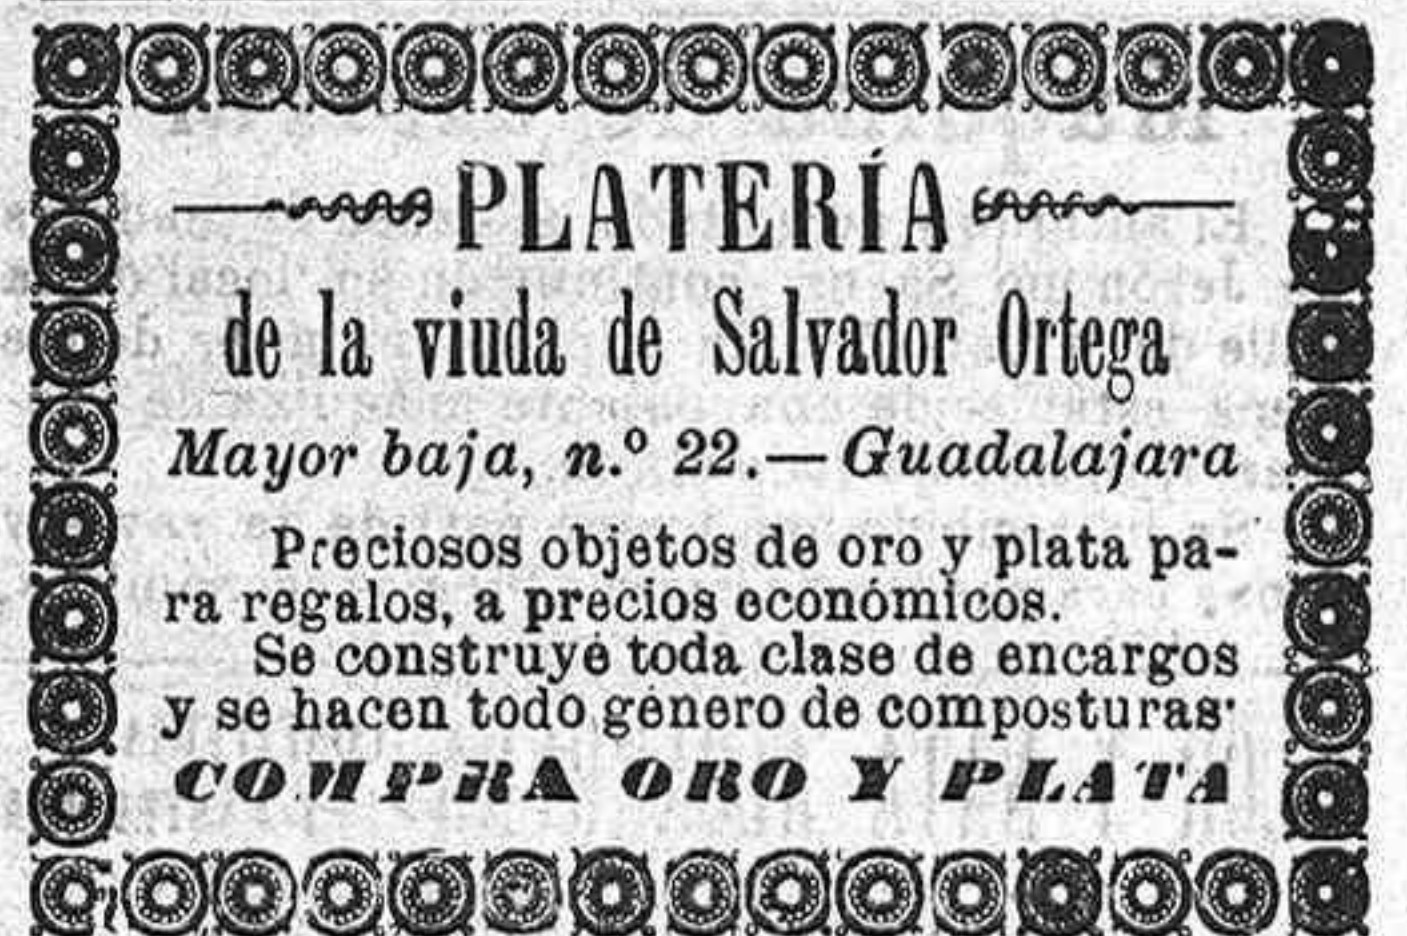 PLATERÍA
de la viuda de Salvador Ortega
Mayor baja, n.º 22.—Guadalajara
Preciosos objetos de oro y plata pa-
ra regalos, a precios económicos.
Se construye toda clase de encargos
y se hacen todo género de composturas·
COMPRA ORO Y PLATA